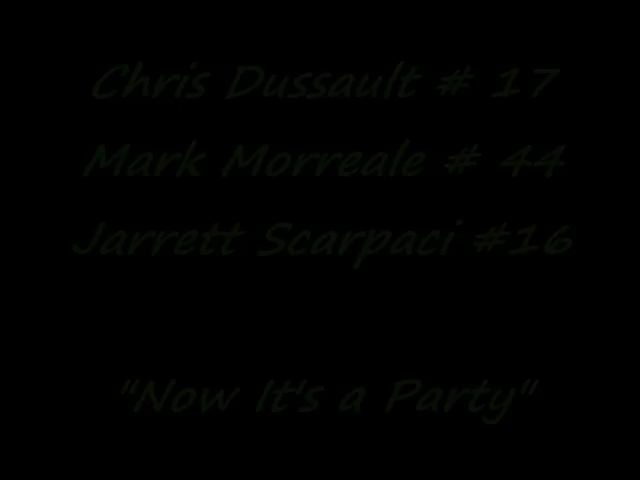 Chris Dussault # 17
Mark Morreale # 44
Jarrett Scarpaci #16
"Now It's a Party"